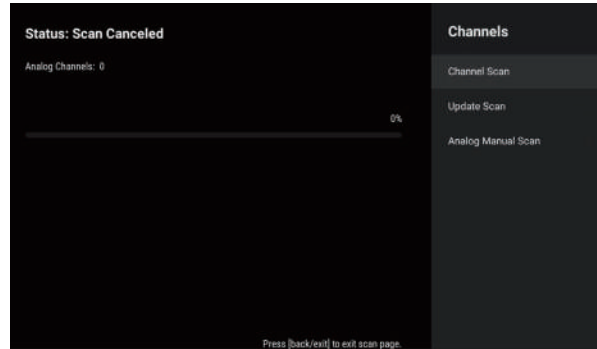 Status: Scan Canceled
Analog Channels: 0
0%
Press [back/exit] to exit scan page.
Channels
Channel Scan
Update Scan
Analog Manual Scan